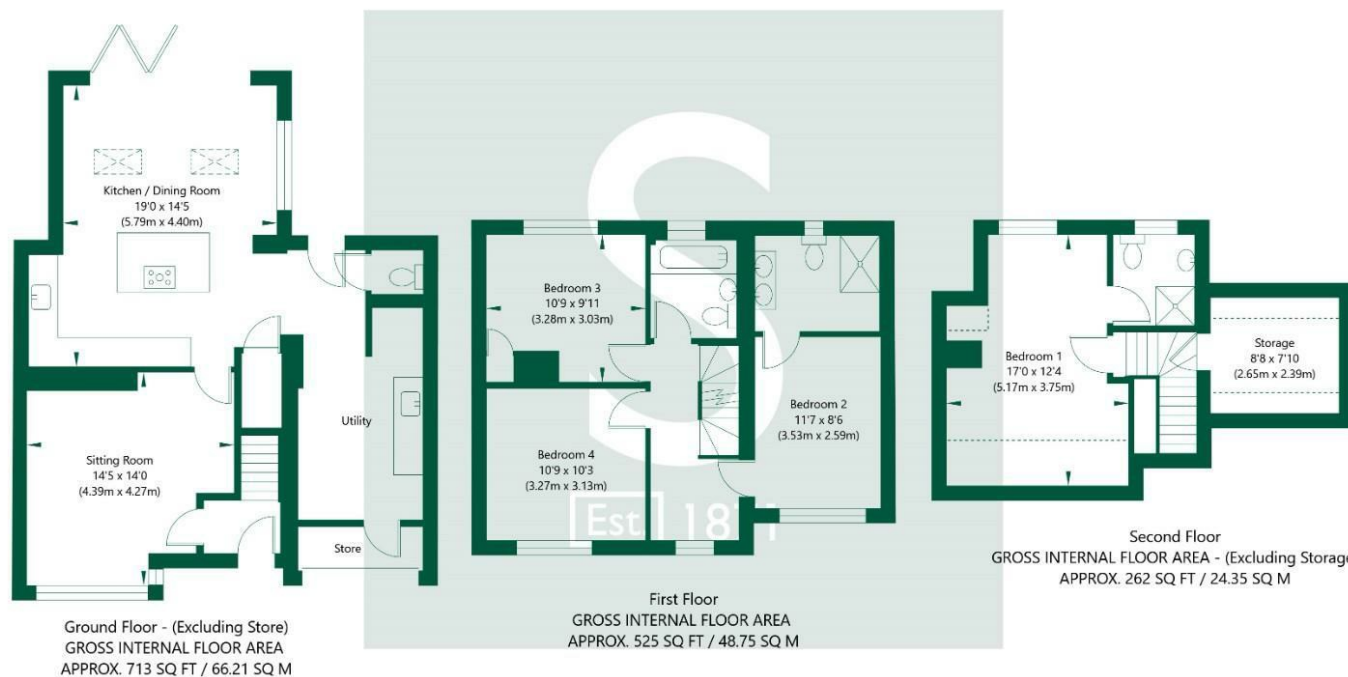 Kitchen / Dining Room
19'0 x 14'5
(5.79m x 4.40m)
Sitting Room
14'5 x 14'0
(4.39m x 4.27m)
Utility
Store
Ground Floor - (Excluding Store)
GROSS INTERNAL FLOOR AREA
APPROX. 713 SQ FT / 66.21 SQ M
S
Bedroom 3
10'9 x 9'11
(3.28m x 3.03m)
Bedroom 4
10'9 x 10'3
(3.27m x 3.13m)
Bedroom 2
11'7 x 8'6
(3.53m x 2.59m)
Est.
First Floor
GROSS INTERNAL FLOOR AREA
APPROX. 525 SQ FT / 48.75 SQ M
Bedroom 1
17'0 x 12'4
(5.17m x 3.75m)
Storage
8'8 x 7'10
(2.65m x 2.39m)
Second Floor
GROSS INTERNAL FLOOR AREA - (Excluding Storage
APPROX. 262 SQ FT / 24.35 SQ M